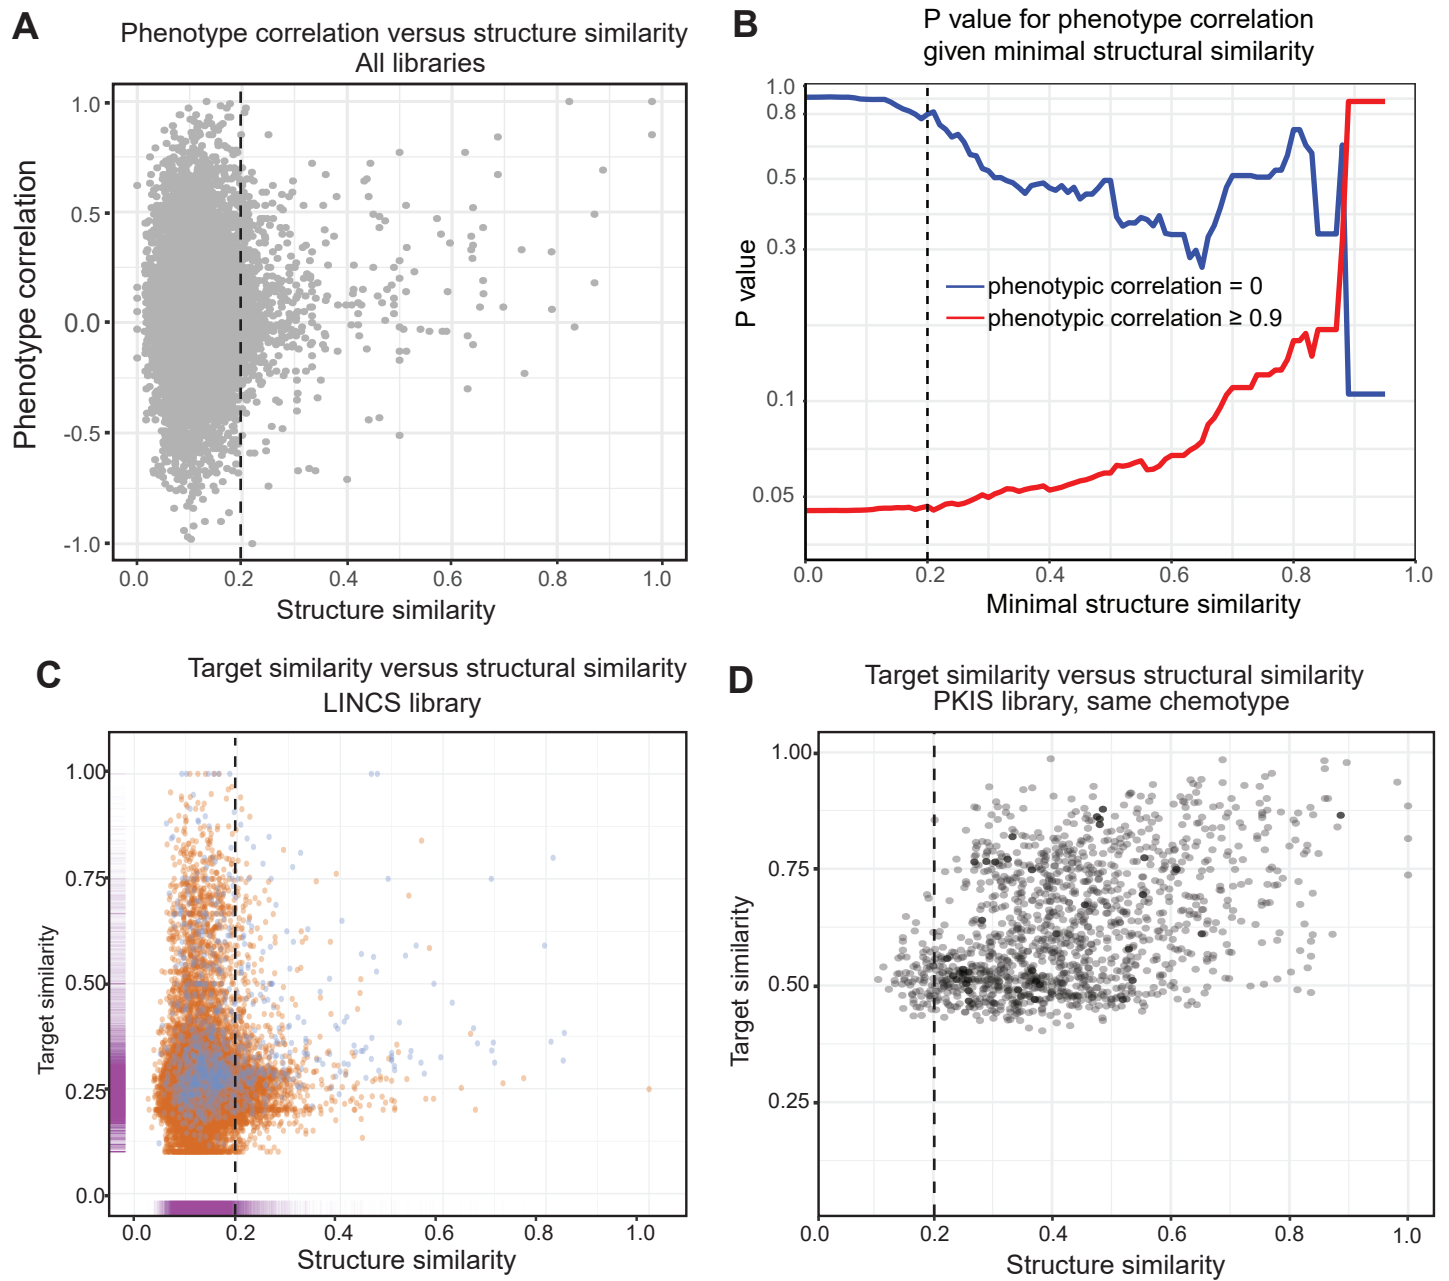 A
Phenotype correlation versus structure similarity
All libraries
Phenotype correlation
1.0
0.5
0.0
-0.5
-1.0
0.0 0.2 0.4 0.6 0.8 1.0
Structure similarity
B
P value for phenotype correlation
given minimal structural similarity
P value
1.0
0.8
0.5
0.3
0.1
0.05
phenotypic correlation = 0
phenotypic correlation ≥ 0.9
0.0 0.2 0.4 0.6 0.8 1.0
Minimal structure similarity
C
Target similarity versus structural similarity
LINCS library
Target similarity
1.00
0.75
0.50
0.25
0.0
0.0 0.2 0.4 0.6 0.8 1.0
Structure similarity
D
Target similarity versus structural similarity
PKIS library, same chemotype
Target similarity
1.00
0.75
0.50
0.25
0.0 0.2 0.4 0.6 0.8 1.0
Structure similarity